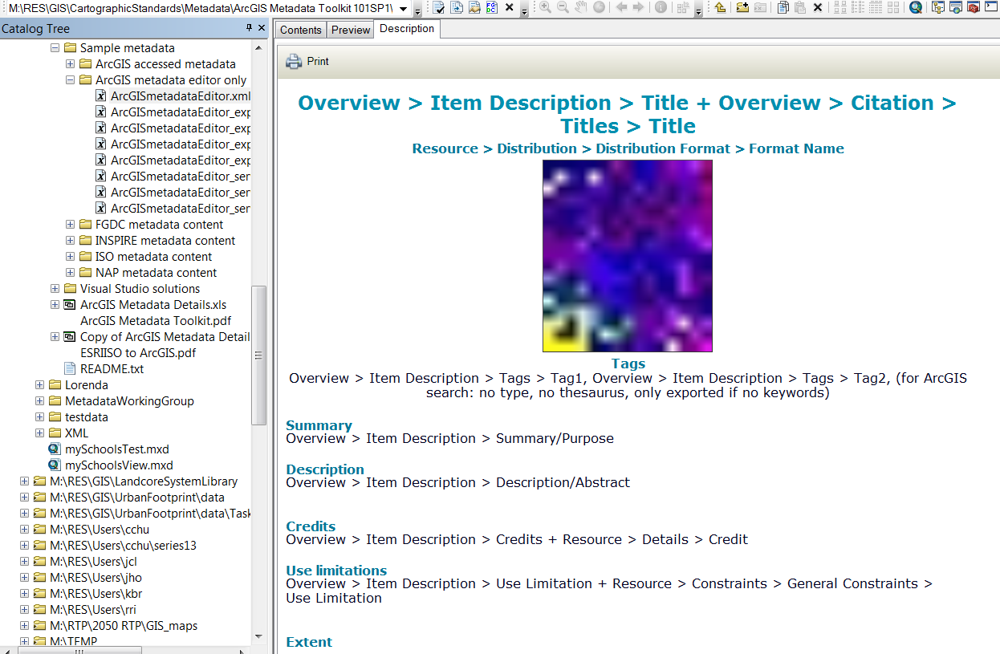 M:\RES\GIS\CartographicStandards\Metadata\ArcGIS Metadata Toolkit 101SP1\
Catalog Tree
Sample metadata
ArcGIS accessed metadata
ArcGIS metadata editor only
ArcGISmetadataEditor.xml
ArcGISmetadataEditor_exp
ArcGISmetadataEditor_exp
ArcGISmetadataEditor_exp
ArcGISmetadataEditor_exp
ArcGISmetadataEditor_ser
ArcGISmetadataEditor_ser
ArcGISmetadataEditor_ser
FGDC metadata content
INSPIRE metadata content
ISO metadata content
NAP metadata content
Visual Studio solutions
ArcGIS Metadata Details.xls
ArcGIS Metadata Toolkit.pdf
Copy of ArcGIS Metadata Detail
ESRIISO to ArcGIS.pdf
README.txt
Lorenda
MetadataWorkingGroup
testdata
XML
mySchoolsTest.mxd
mySchoolsView.mxd
M:\RES\GIS\LandcoreSystemLibrary
M:\RES\GIS\UrbanFootprint\data
M:\RES\GIS\UrbanFootprint\data\Task
M:\RES\Users\cchu
M:\RES\Users\cchu\series13
M:\RES\Users\jcl
M:\RES\Users\jho
M:\RES\Users\kbr
M:\RES\Users\rri
M:\RTP\2050 RTP\GIS_maps
M:\TEMP
Contents Preview Description
Print
Overview > Item Description > Title + Overview > Citation >
Titles > Title
Resource > Distribution > Distribution Format > Format Name
Tags
Overview > Item Description > Tags > Tag1, Overview > Item Description > Tags > Tag2, (for ArcGIS
search: no type, no thesaurus, only exported if no keywords)
Summary
Overview > Item Description > Summary/Purpose
Description
Overview > Item Description > Description/Abstract
Credits
Overview > Item Description > Credits + Resource > Details > Credit
Use limitations
Overview > Item Description > Use Limitation + Resource > Constraints > General Constraints >
Use Limitation
Extent